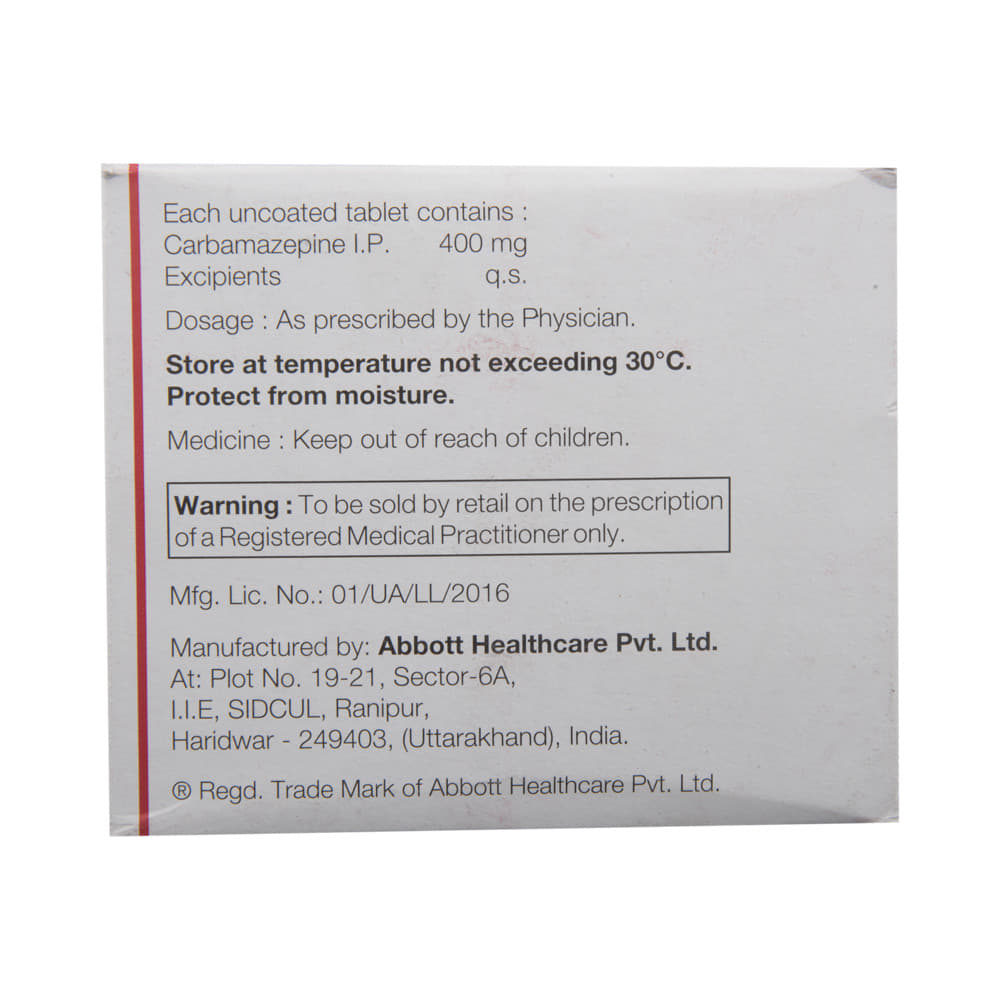 Each uncoated tablet contains :
Carbamazepine I.P. 400 mg
Excipients q.s.
Dosage : As prescribed by the Physician.
Store at temperature not exceeding 30°C.
Protect from moisture.
Medicine : Keep out of reach of children.
Warning : To be sold by retail on the prescription
of a Registered Medical Practitioner only.
Mfg. Lic. No.: 01/UA/LL/2016
Manufactured by: Abbott Healthcare Pvt. Ltd.
At: Plot No. 19-21, Sector-6A,
I.I.E, SIDCUL, Ranipur,
Haridwar - 249403, (Uttarakhand), India.
® Regd. Trade Mark of Abbott Healthcare Pvt. Ltd.